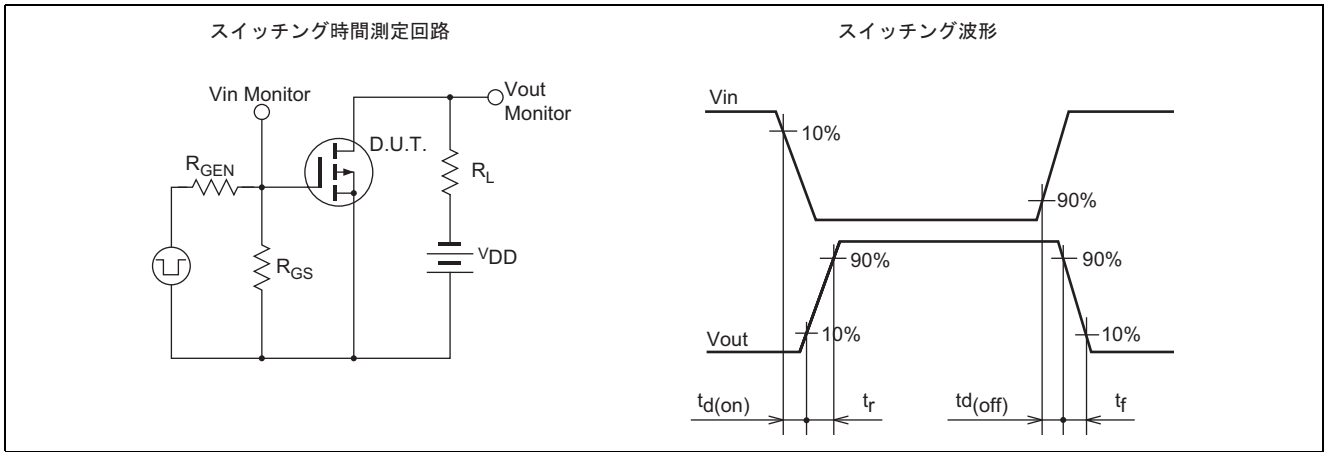 スイッチング時間測定回路
Vin Monitor
Vout
Monitor
D.U.T.
RGEN
RL
RGS
VDD
スイッチング波形
Vin
10%
90%
90%
90%
10%
10%
Vout
td(on)
tr
td(off)
tf